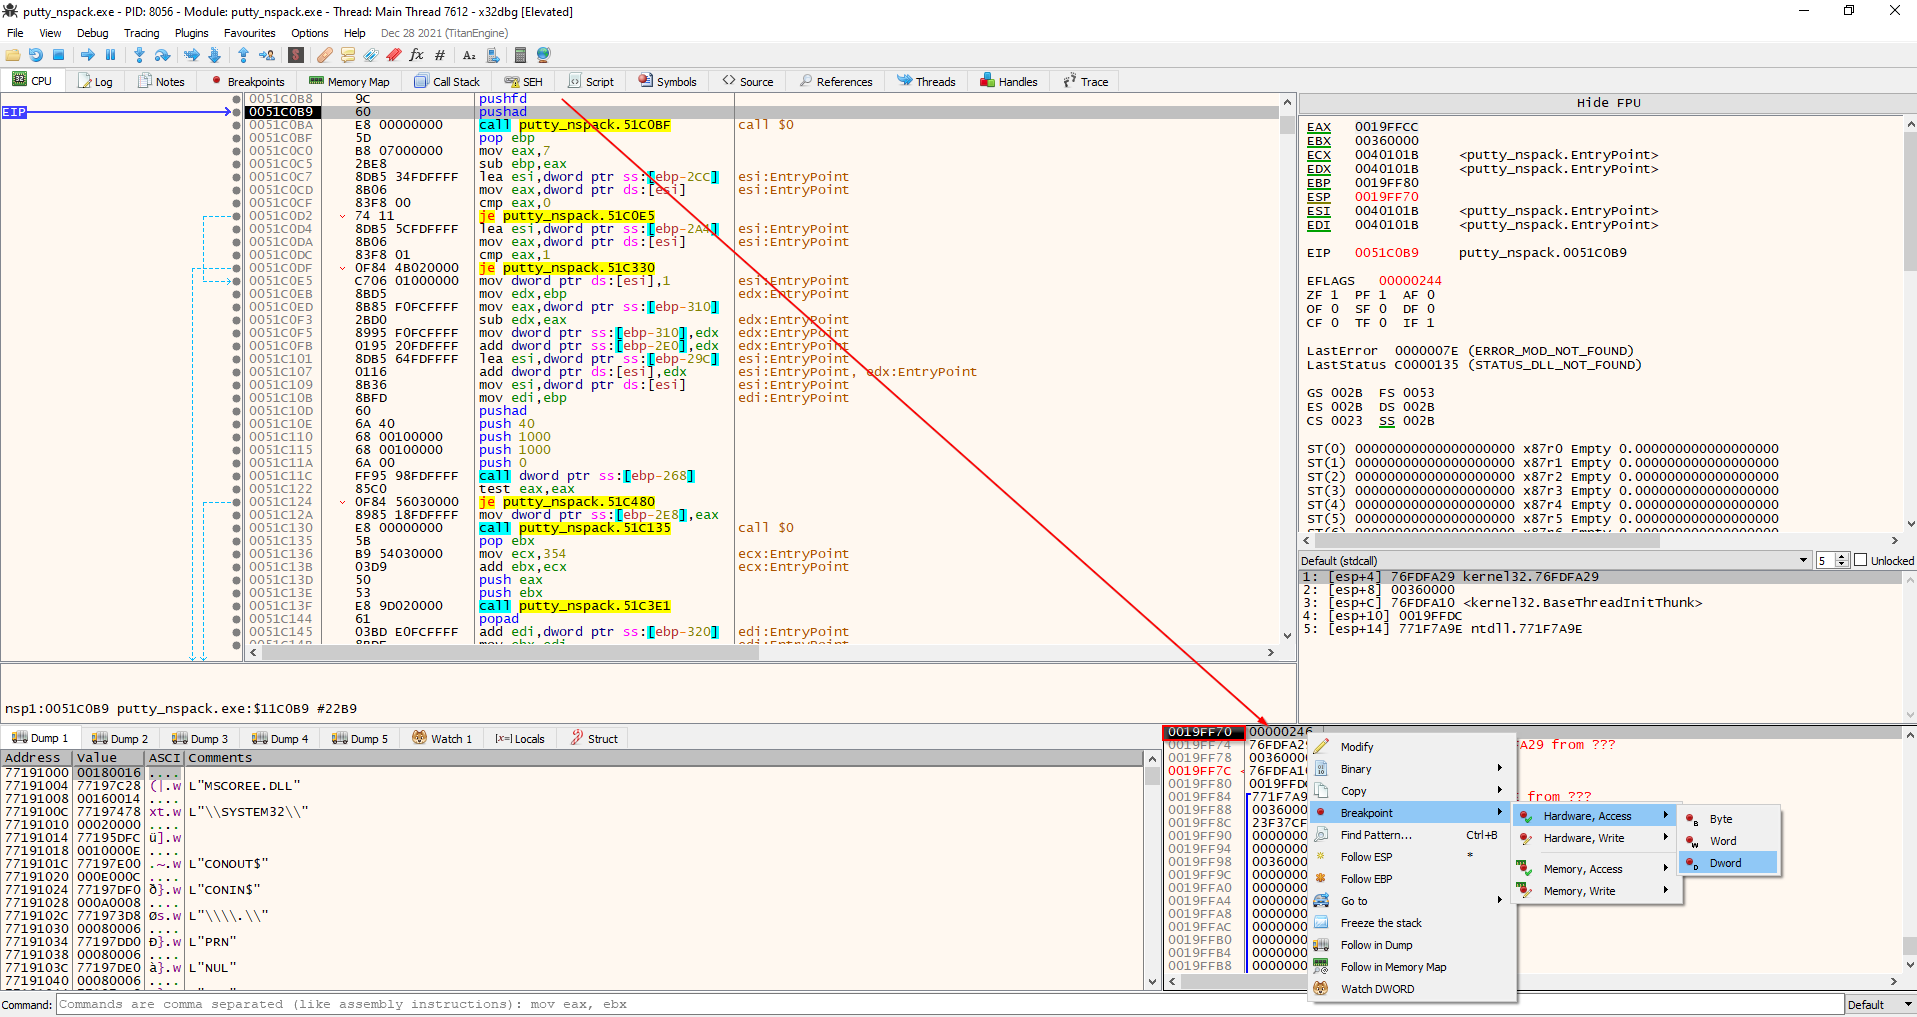 putty_nspack.exe - PID: 8056 - Module: putty_nspack.exe - Thread: Main Thread 7612 - x32dbg [Elevated]
File View Debug Tracing Plugins Favourites Options Help Dec 28 2021 (TitanEngine)
CPU Log Notes Breakpoints Memory Map Call Stack SEH Script Symbols Source References Threads Handles Trace
EIP
0051C0B8 9C pushfd
0051C0B9 60 pushad
0051C0BA E8 00000000 call putty_nspack.51C0BF call $0
0051C0BF 5D pop ebp
0051C0C0 B8 07000000 mov eax,7
0051C0C5 2BE8 sub ebp,eax
0051C0C7 8DB5 34FDFFFF lea esi,dword ptr ss:[ebp-2CC] esi:EntryPoint
0051C0CD 8B06 mov eax,dword ptr ds:[esi] esi:EntryPoint
0051C0CF 83F8 00 cmp eax,0
0051C0D2 74 11 je putty_nspack.51C0E5
0051C0D4 8DB5 5CFDFFFF lea esi,dword ptr ss:[ebp-2A4] esi:EntryPoint
0051C0DA 8B06 mov eax,dword ptr ds:[esi] esi:EntryPoint
0051C0DC 83F8 01 cmp eax,1
0051C0DF 0F84 4B020000 je putty_nspack.51C330
0051C0E5 C706 01000000 mov dword ptr ds:[esi],1 esi:EntryPoint
0051C0EB 8BD5 mov edx,ebp edx:EntryPoint
0051C0ED 8B85 F0FCFFFF mov eax,dword ptr ss:[ebp-310]
0051C0F3 2BD0 sub edx,eax edx:EntryPoint
0051C0F5 8995 F0FCFFFF mov dword ptr ss:[ebp-310],edx edx:EntryPoint
0051C0FB 0195 20FDFFFF add dword ptr ss:[ebp-2E0],edx edx:EntryPoint
0051C101 8DB5 64FDFFFF lea esi,dword ptr ss:[ebp-29C] esi:EntryPoint
0051C107 0116 add dword ptr ds:[esi],edx esi:EntryPoint, edx:EntryPoint
0051C109 8B36 mov esi,dword ptr ds:[esi] esi:EntryPoint
0051C10B 8BFD mov edi,ebp edi:EntryPoint
0051C10D 60 pushad
0051C10E 6A 40 push 40
0051C110 68 00100000 push 1000
0051C115 68 00100000 push 1000
0051C11A 6A 00 push 0
0051C11C FF95 98FDFFFF call dword ptr ss:[ebp-268]
0051C122 85C0 test eax,eax
0051C124 0F84 56030000 je putty_nspack.51C480
0051C12A 8985 18FDFFFF mov dword ptr ss:[ebp-2E8],eax
0051C130 E8 00000000 call putty_nspack.51C135 call $0
0051C135 5B pop ebx
0051C136 B9 54030000 mov ecx,354 ecx:EntryPoint
0051C13B 03D9 add ebx,ecx ecx:EntryPoint
0051C13D 50 push eax
0051C13E 53 push ebx
0051C13F E8 9D020000 call putty_nspack.51C3E1
0051C144 61 popad
0051C145 03BD E0FCFFFF add edi,dword ptr ss:[ebp-320] edi:EntryPoint
nsp1:0051C0B9 putty_nspack.exe:$11C0B9 #22B9
Hide FPU
EAX 0019FFCC
EBX 00360000
ECX 0040101B <putty_nspack.EntryPoint>
EDX 0040101B <putty_nspack.EntryPoint>
EBP 0019FF80
ESP 0019FF70
ESI 0040101B <putty_nspack.EntryPoint>
EDI 0040101B <putty_nspack.EntryPoint>
EIP 0051C0B9 putty_nspack.0051C0B9
EFLAGS 00000244
ZF 1 PF 1 AF 0
OF 0 SF 0 DF 0
CF 0 TF 0 IF 1
LastError 0000007E (ERROR_MOD_NOT_FOUND)
LastStatus C0000135 (STATUS_DLL_NOT_FOUND)
GS 002B FS 0053
ES 002B DS 002B
CS 0023 SS 002B
ST(0) 00000000000000000000 x87r0 Empty 0.0000000000000000000
ST(1) 00000000000000000000 x87r1 Empty 0.0000000000000000000
ST(2) 00000000000000000000 x87r2 Empty 0.0000000000000000000
ST(3) 00000000000000000000 x87r3 Empty 0.0000000000000000000
ST(4) 00000000000000000000 x87r4 Empty 0.0000000000000000000
ST(5) 00000000000000000000 x87r5 Empty 0.0000000000000000000
Default (stdcall) 5 Unlocked
1: [esp+4] 76FDFA29 kernel32.76FDFA29
2: [esp+8] 00360000
3: [esp+C] 76FDFA10 <kernel32.BaseThreadInitThunk>
4: [esp+10] 0019FFDC
5: [esp+14] 771F7A9E ntdll.771F7A9E
Dump 1 Dump 2 Dump 3 Dump 4 Dump 5 Watch 1 [x=] Locals Struct
Address Value ASCI Comments
77191000 00180016 ....
77191004 77197C28 (|.w L"MSCOREE.DLL"
77191008 00160014 ....
7719100C 77197478 xt.w L"\\SYSTEM32\\"
77191010 00020000 ....
77191014 77195DFC ü].w
77191018 0010000E ....
7719101C 77197E00 .~.w L"CONOUT$"
77191020 000E000C ....
77191024 77197DF0 ð}.w L"CONIN$"
77191028 000A0008 ....
7719102C 771973D8 Øs.w L"\\\\.\\"
77191030 00080006 ....
77191034 77197DD0 Ð}.w L"PRN"
77191038 00080006 ....
7719103C 77197DE0 à}.w L"NUL"
77191040 00080006 ....
0019FF70 00000246
0019FF74 76FDFA29 A29 from ???
0019FF78 0036000
0019FF7C 76FDFA10
0019FF80 0019FFDC
0019FF84 771F7A9 from ???
0019FF88 0036000
0019FF8C 23F37CF
0019FF90 0000000
0019FF94 0000000
0019FF98 0036000
0019FF9C 0000000
0019FFA0 0000000
0019FFA4 0000000
0019FFA8 0000000
0019FFAC 0000000
0019FFB0 0000000
0019FFB4 0000000
0019FFB8 0000000
Modify
Binary
Copy
Breakpoint
Find Pattern... Ctrl+B
Follow ESP *
Follow EBP
Go to
Freeze the stack
Follow in Dump
Follow in Memory Map
Watch DWORD
Hardware, Access
Hardware, Write
Memory, Access
Memory, Write
Byte
Word
Dword
Command: Commands are comma separated (like assembly instructions): mov eax, ebx Default